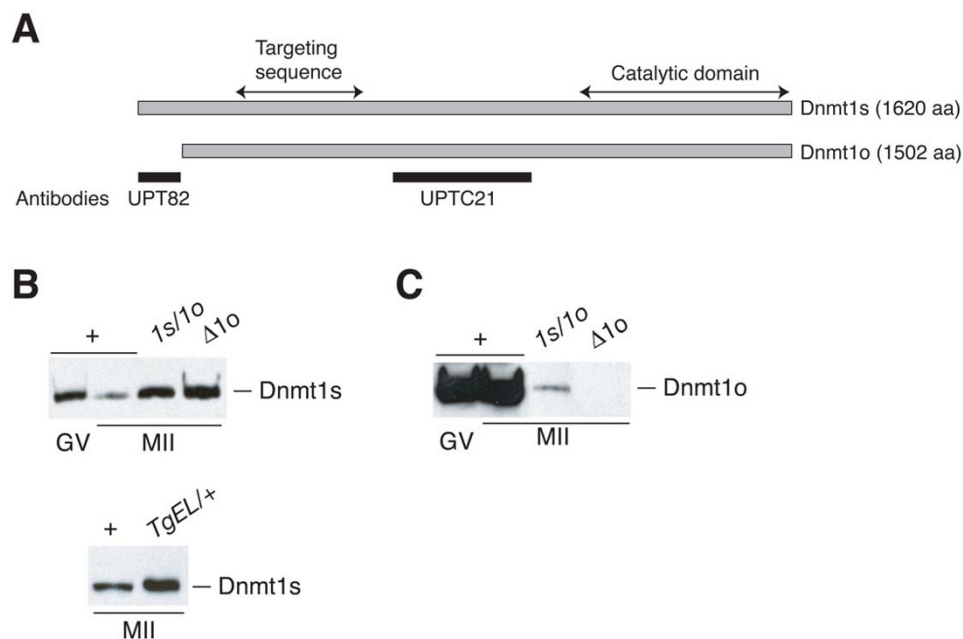 A
Targeting
sequence
Catalytic domain
Dnmt1s (1620 aa)
Dnmt1o (1502 aa)
Antibodies UPT82 UPTC21
B
+ 1s/1o Δ1o
Dnmt1s
GV MII
+ TgEL/+
Dnmt1s
MII
C
+ 1s/1o Δ1o
Dnmt1o
GV MII